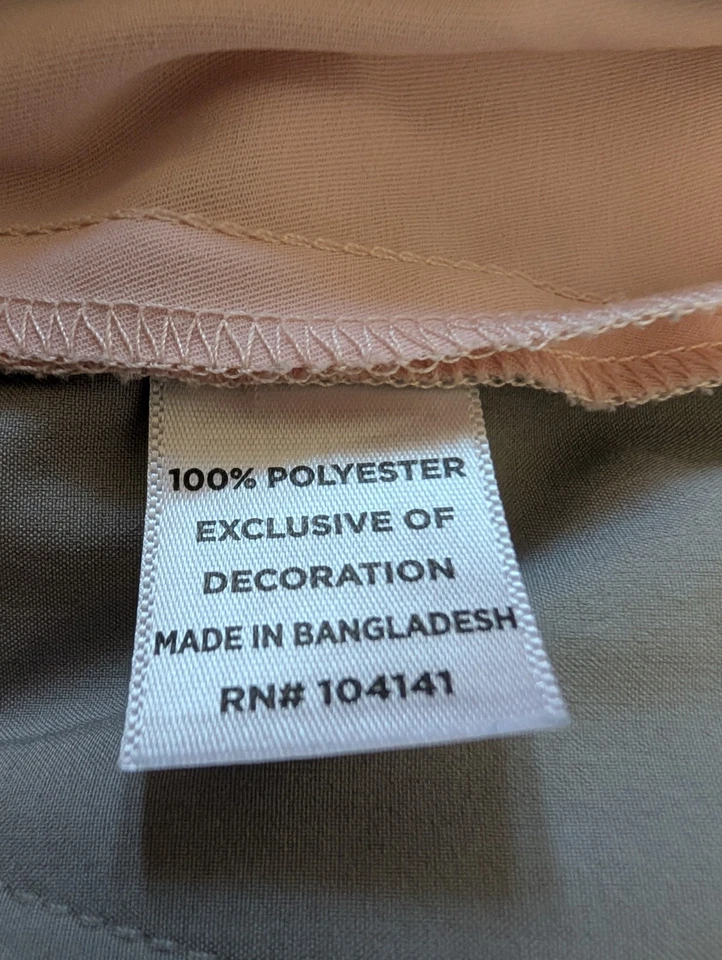 100% POLYESTER
EXCLUSIVE OF
DECORATION
MADE IN BANGLADESH
RN# 104141